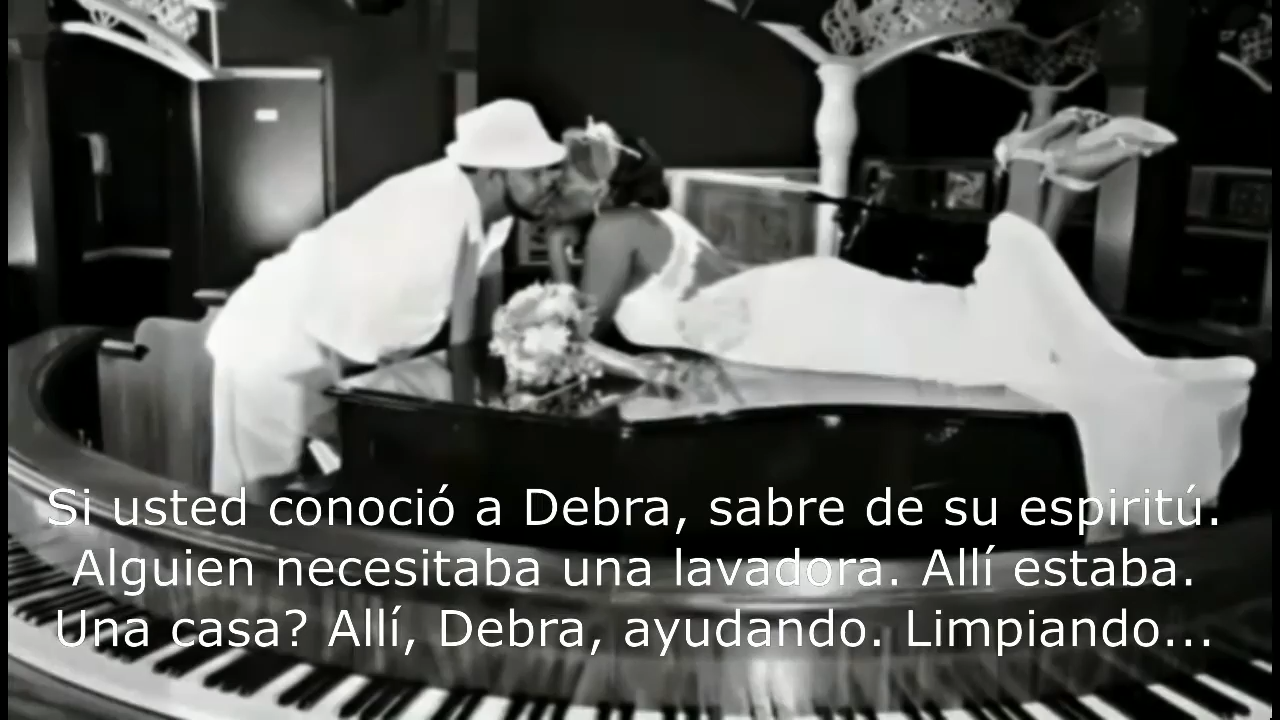 Si usted conoció a Debra, sabre de su espiritú.
Alguien necesitaba una lavadora. Allí estaba.
Una casa? Allí, Debra, ayudando. Limpiando...